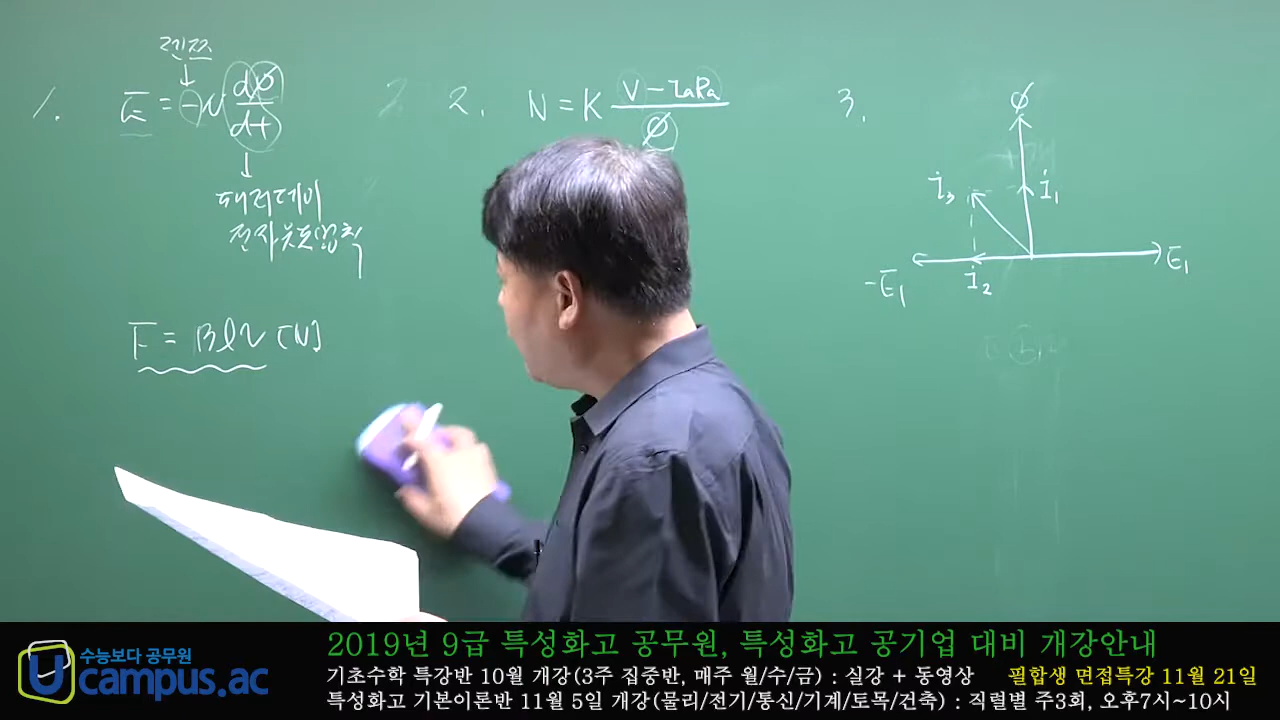 1.
렌쯔
E = -N dφ/dt
패러데이
전자유도법칙
F = Blv [N]
2.
N = K (V - IaRa)/φ
3.
φ
i₃
i₁
-E₁
i₂
E₁
수능보다 공무원
Ucampus.ac
2019년 9급 특성화고 공무원, 특성화고 공기업 대비 개강안내
기초수학 특강반 10월 개강(3주 집중반, 매주 월/수/금) : 실강 + 동영상 필합생 면접특강 11월 21일
특성화고 기본이론반 11월 5일 개강(물리/전기/통신/기계/토목/건축) : 직렬별 주3회, 오후7시~10시